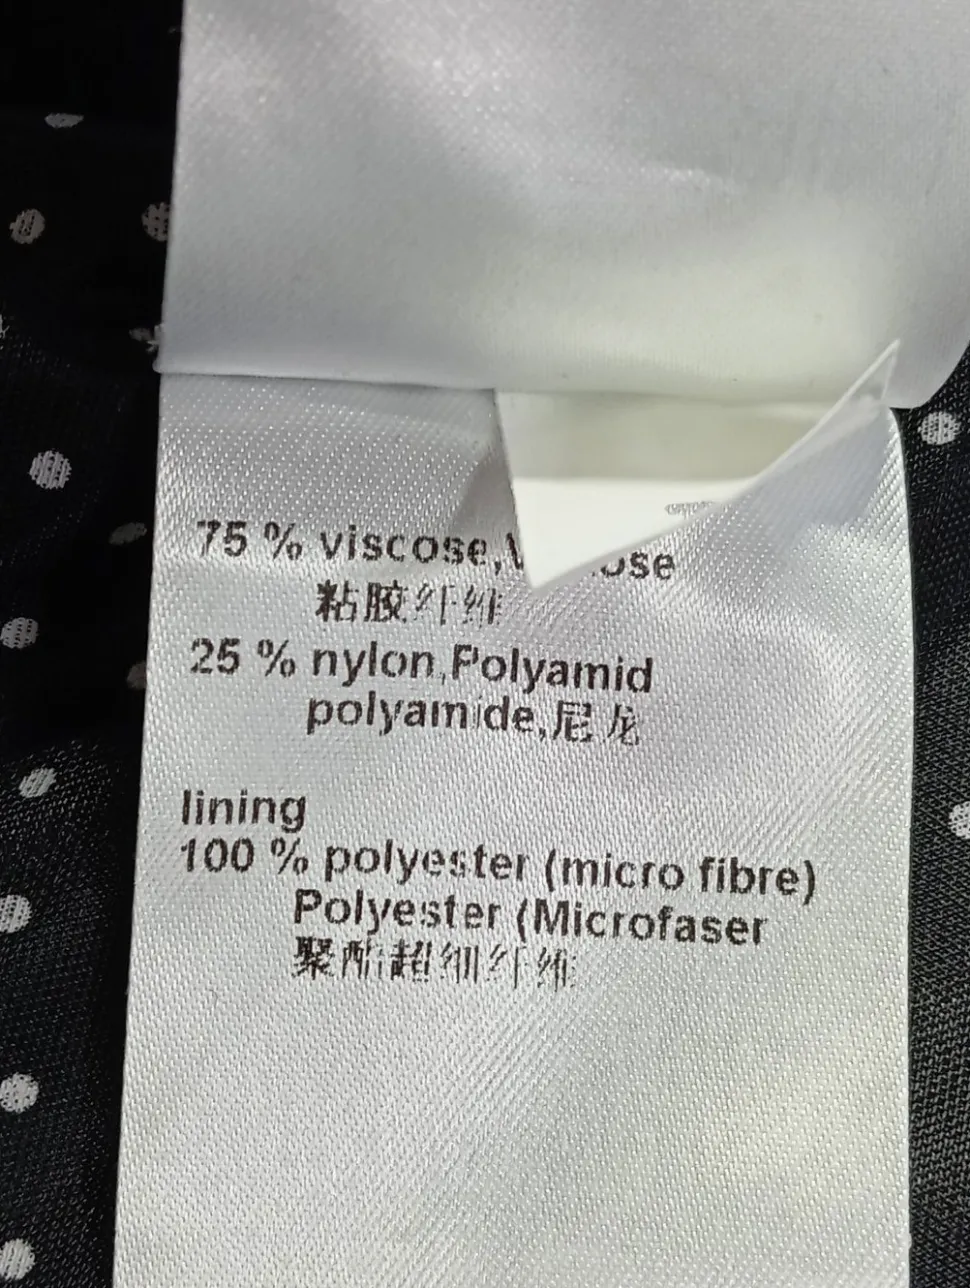 75 % viscose,
粘胶纤维
25 % nylon,Polyamid
polyamide,尼龙
lining
100 % polyester (micro fibre)
Polyester (Microfaser
聚酯超细纤维